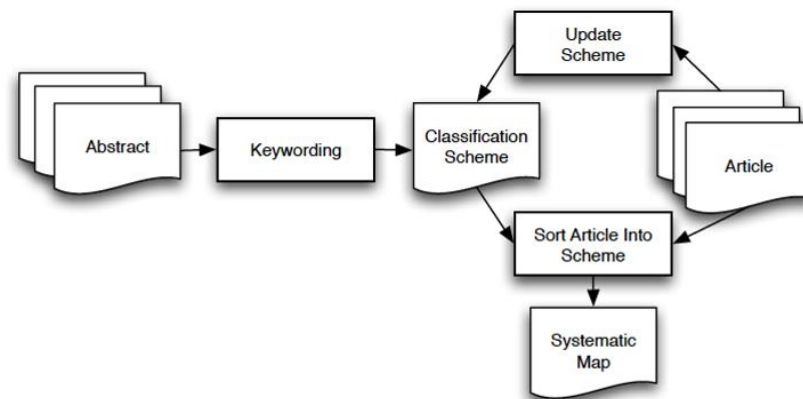 Update
Scheme
Abstract
Keywording
Classification
Scheme
Article
Sort Article Into
Scheme
Systematic
Map